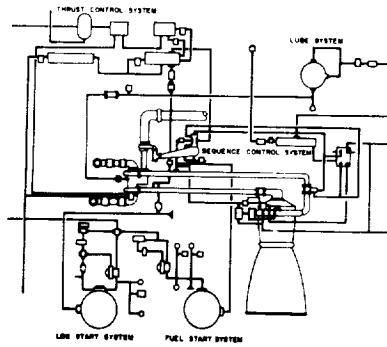 THRUST CONTROL SYSTEM
LUBE SYSTEM
SEQUENCE CONTROL SYSTEM
LOX START SYSTEM
FUEL START SYSTEM